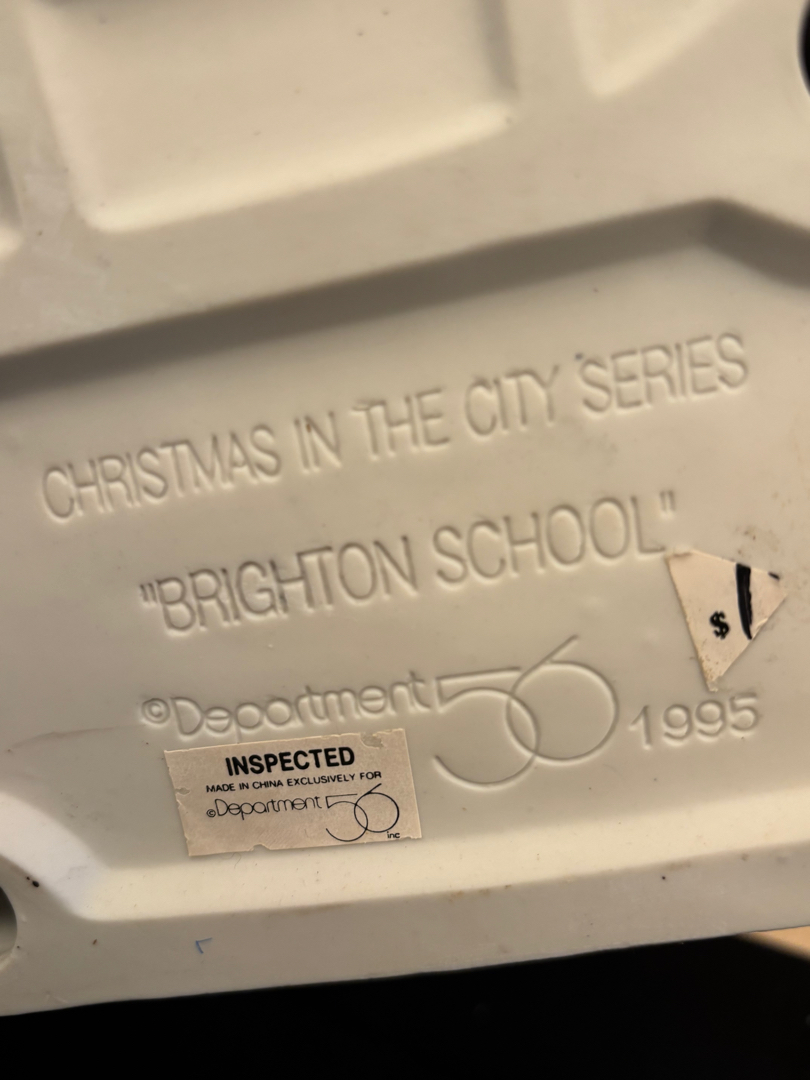 CHRISTMAS IN THE CITY SERIES
"BRIGHTON SCHOOL"
$
©Department 56 1995
INSPECTED
MADE IN CHINA EXCLUSIVELY FOR
©Department 56
inc